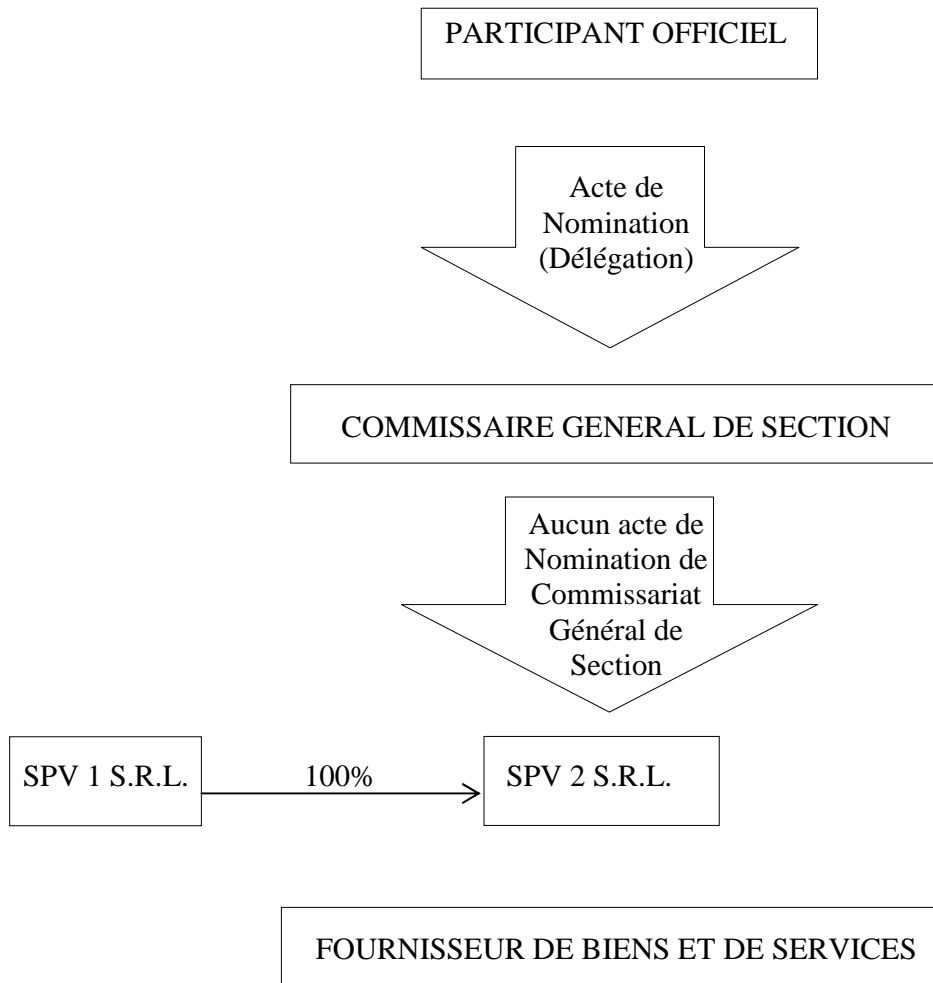 PARTICIPANT OFFICIEL
Acte de
Nomination
(Délégation)
COMMISSAIRE GENERAL DE SECTION
Aucun acte de
Nomination de
Commissariat
Général de
Section
SPV 1 S.R.L.
100%
SPV 2 S.R.L.
FOURNISSEUR DE BIENS ET DE SERVICES